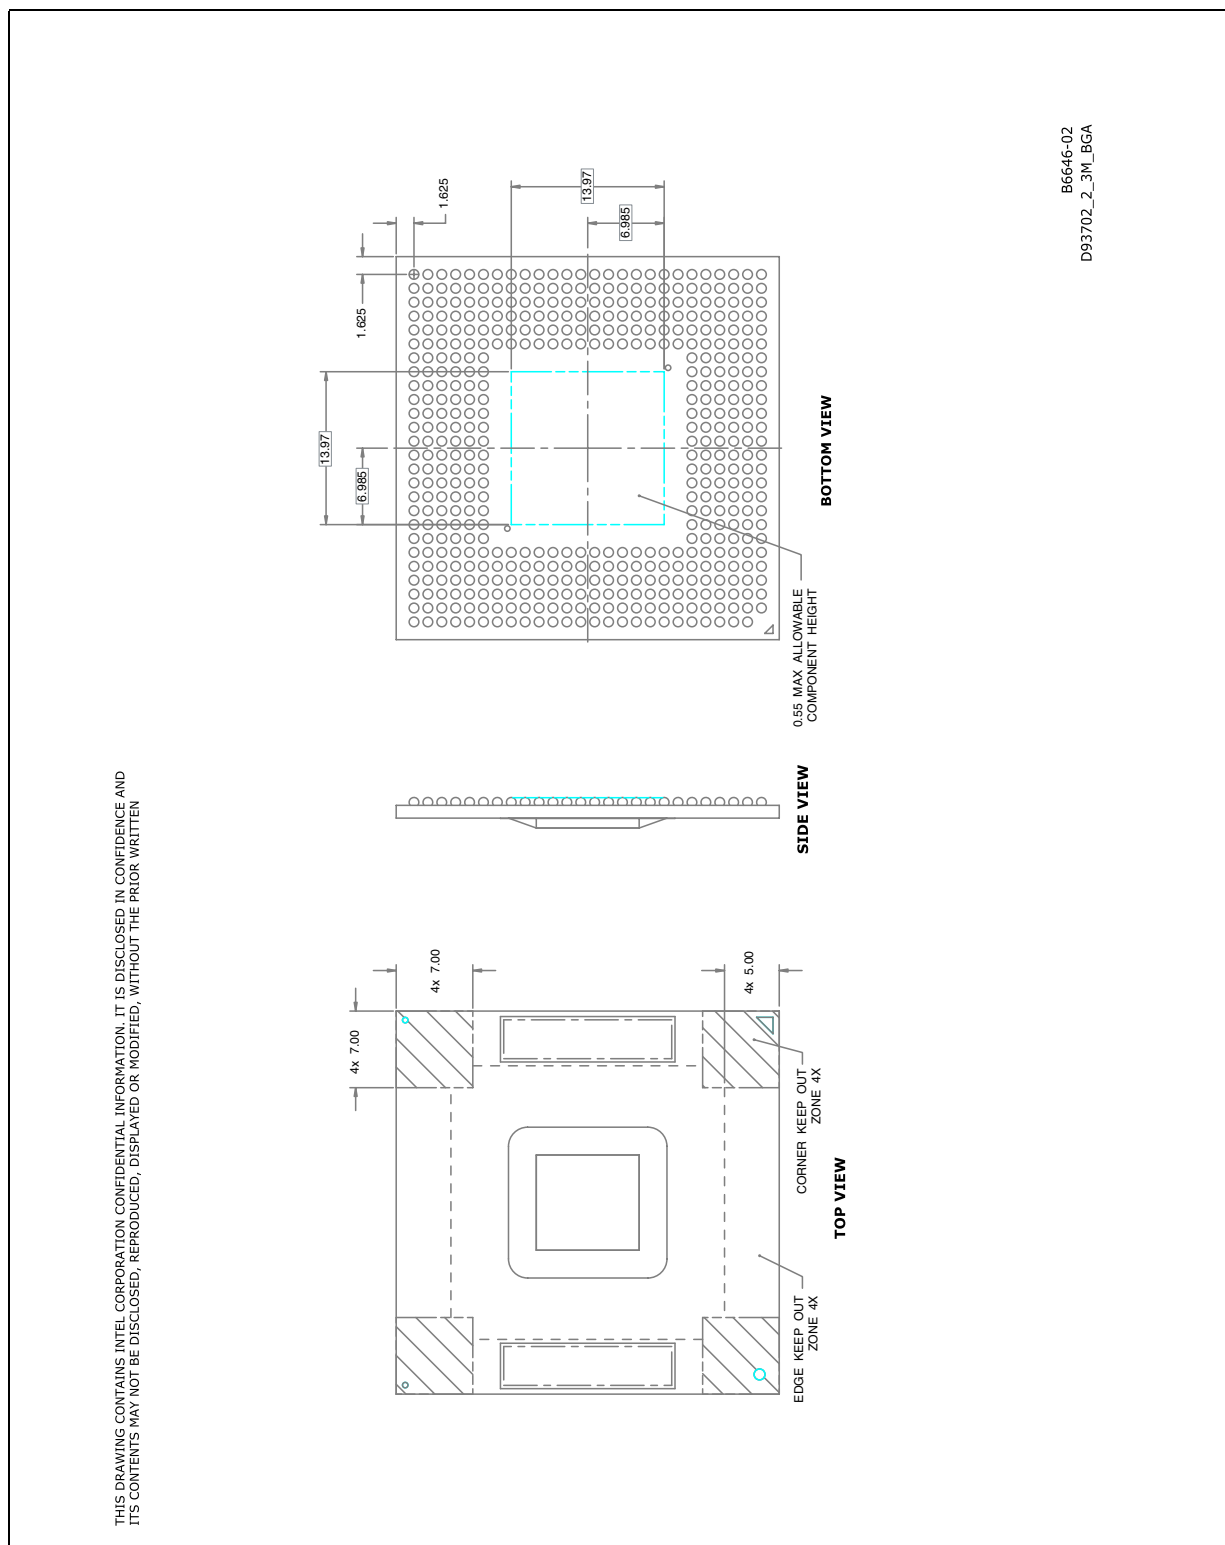 THIS DRAWING CONTAINS INTEL CORPORATION CONFIDENTIAL INFORMATION. IT IS DISCLOSED IN CONFIDENCE AND
ITS CONTENTS MAY NOT BE DISCLOSED, REPRODUCED, DISPLAYED OR MODIFIED, WITHOUT THE PRIOR WRITTEN
4x 7.00
4x 7.00
4x 5.00
CORNER KEEP OUT
ZONE 4X
EDGE KEEP OUT
ZONE 4X
TOP VIEW
SIDE VIEW
13.97
6.985
1.625
1.625
13.97
6.985
0.55 MAX ALLOWABLE
COMPONENT HEIGHT
BOTTOM VIEW
B6646-02
D93702_2_3M_BGA